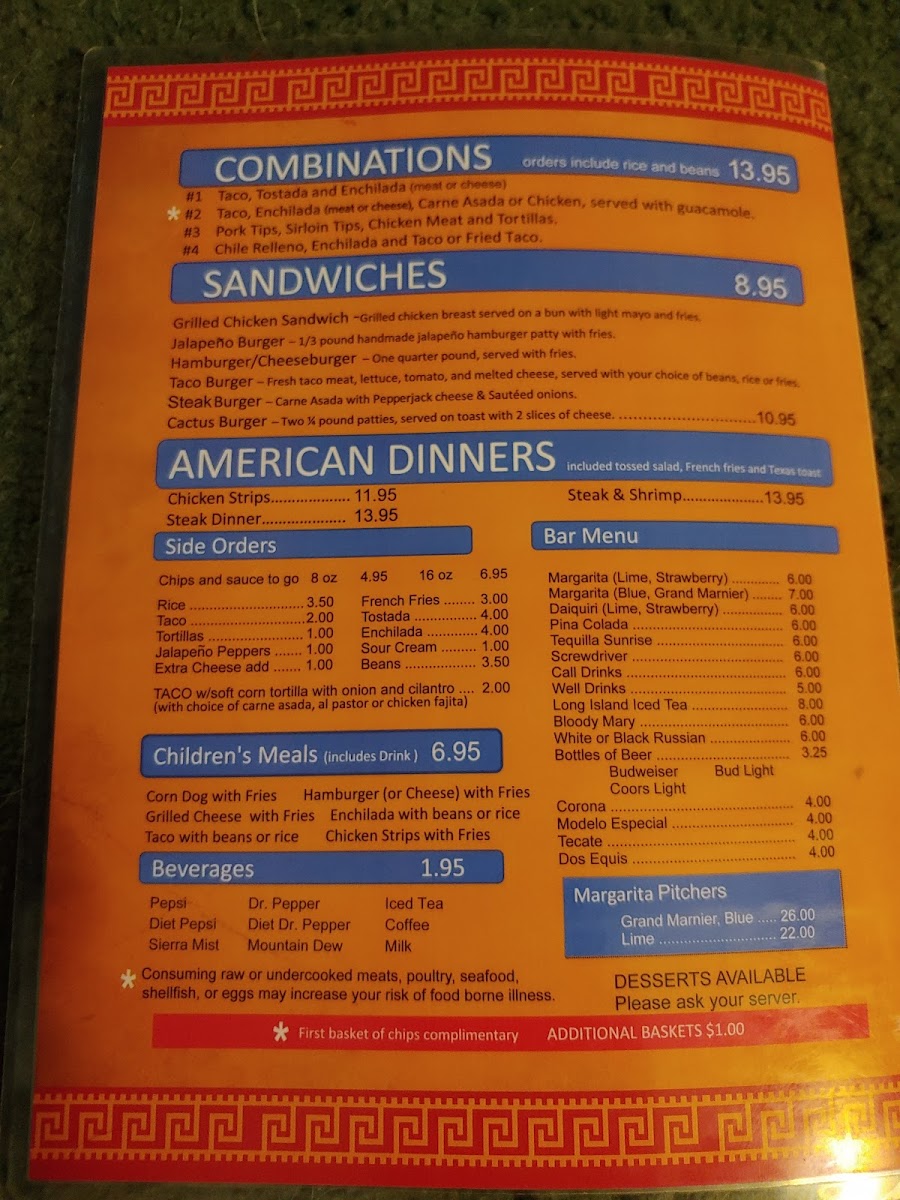 COMBINATIONS orders include rice and beans 13.95
#1 Taco, Tostada and Enchilada (meat or cheese)
* #2 Taco, Enchilada (meat or cheese), Carne Asada or Chicken, served with guacamole.
#3 Pork Tips, Sirloin Tips, Chicken Meat and Tortillas.
#4 Chile Relleno, Enchilada and Taco or Fried Taco.
SANDWICHES 8.95
Grilled Chicken Sandwich ~Grilled chicken breast served on a bun with light mayo and fries.
Jalapeño Burger – 1/3 pound handmade jalapeño hamburger patty with fries.
Hamburger/Cheeseburger – One quarter pound, served with fries.
Taco Burger – Fresh taco meat, lettuce, tomato, and melted cheese, served with your choice of beans, rice or fries.
Steak Burger – Carne Asada with Pepperjack cheese & Sautéed onions.
Cactus Burger – Two ¼ pound patties, served on toast with 2 slices of cheese. ..................................10.95
AMERICAN DINNERS included tossed salad, French fries and Texas toast
Chicken Strips.................... 11.95
Steak Dinner..................... 13.95
Steak & Shrimp....................13.95
Side Orders
Chips and sauce to go 8 oz 4.95 16 oz 6.95
Rice ............................ 3.50
Taco ............................ 2.00
Tortillas ........................ 1.00
Jalapeño Peppers ....... 1.00
Extra Cheese add ....... 1.00
French Fries ........ 3.00
Tostada ............... 4.00
Enchilada ............ 4.00
Sour Cream ......... 1.00
Beans .................. 3.50
TACO w/soft corn tortilla with onion and cilantro .... 2.00
(with choice of carne asada, al pastor or chicken fajita)
Children's Meals (includes Drink ) 6.95
Corn Dog with Fries Hamburger (or Cheese) with Fries
Grilled Cheese with Fries Enchilada with beans or rice
Taco with beans or rice Chicken Strips with Fries
Beverages 1.95
Pepsi Dr. Pepper Iced Tea
Diet Pepsi Diet Dr. Pepper Coffee
Sierra Mist Mountain Dew Milk
Bar Menu
Margarita (Lime, Strawberry) ............ 6.00
Margarita (Blue, Grand Marnier) ........ 7.00
Daiquiri (Lime, Strawberry) ............... 6.00
Pina Colada ...................................... 6.00
Tequilla Sunrise ................................ 6.00
Screwdriver ...................................... 6.00
Call Drinks ........................................ 6.00
Well Drinks ....................................... 5.00
Long Island Iced Tea ........................ 8.00
Bloody Mary ..................................... 6.00
White or Black Russian .................... 6.00
Bottles of Beer .................................. 3.25
Budweiser Bud Light
Coors Light
Corona ............................................. 4.00
Modelo Especial ............................... 4.00
Tecate .............................................. 4.00
Dos Equis ......................................... 4.00
Margarita Pitchers
Grand Marnier, Blue ..... 26.00
Lime ............................ 22.00
* Consuming raw or undercooked meats, poultry, seafood,
shellfish, or eggs may increase your risk of food borne illness.
DESSERTS AVAILABLE
Please ask your server.
* First basket of chips complimentary ADDITIONAL BASKETS $1.00